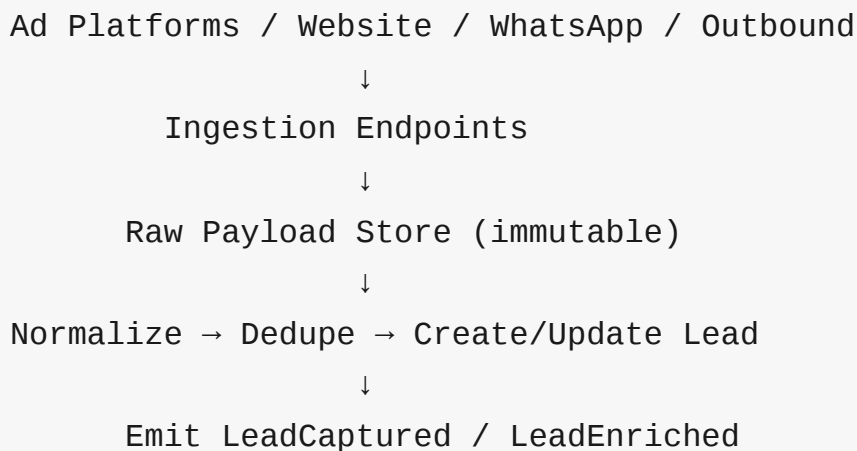 Ad Platforms / Website / WhatsApp / Outbound
↓
Ingestion Endpoints
↓
Raw Payload Store (immutable)
↓
Normalize → Dedupe → Create/Update Lead
↓
Emit LeadCaptured / LeadEnriched